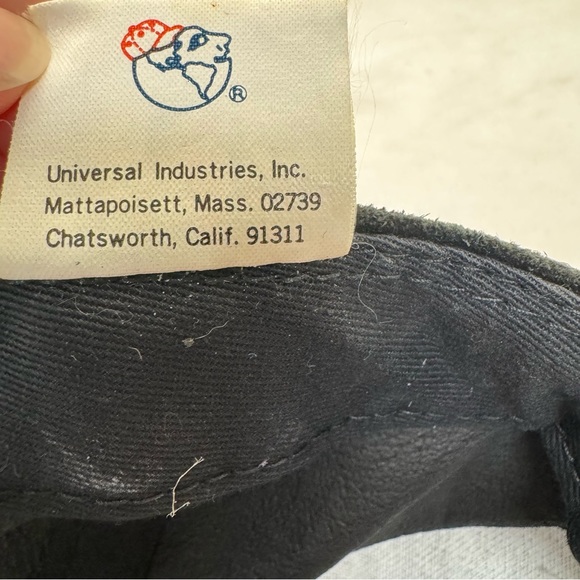 ®
Universal Industries, Inc.
Mattapoisett, Mass. 02739
Chatsworth, Calif. 91311